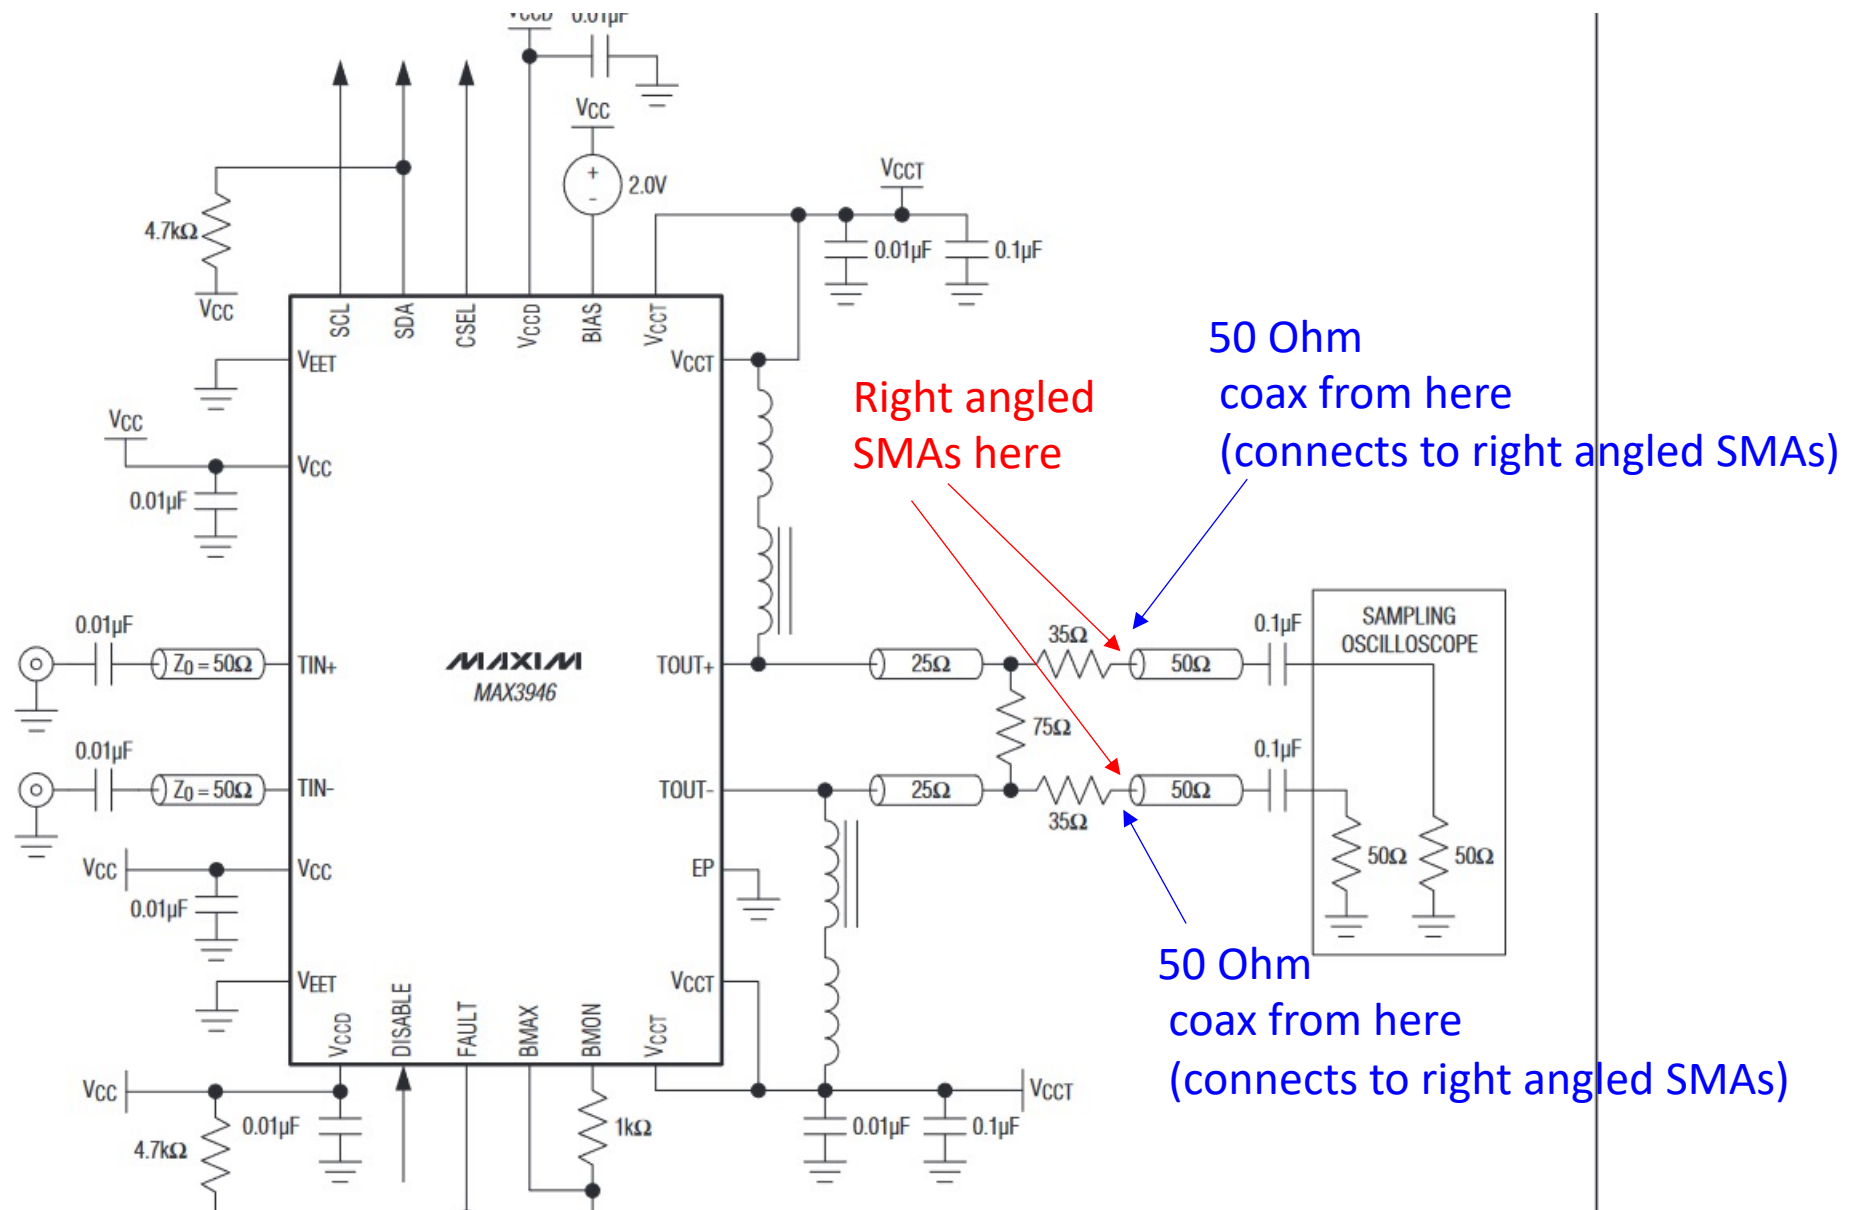 VCCD 0.01µF
VCC
+
-
2.0V
VCCT
4.7kΩ
0.01µF
0.1µF
VCC
SCL
SDA
CSEL
VCCD
BIAS
VCCT
VEET
VCCT
50 Ohm
coax from here
(connects to right angled SMAs)
Right angled
SMAs here
VCC
VCC
0.01µF
0.01µF
Z0 = 50Ω
TIN+
MAXIM
MAX3946
TOUT+
25Ω
35Ω
50Ω
0.1µF
SAMPLING
OSCILLOSCOPE
75Ω
0.01µF
Z0 = 50Ω
TIN-
TOUT-
25Ω
35Ω
50Ω
0.1µF
50Ω
50Ω
VCC
VCC
0.01µF
EP
VEET
VCCT
50 Ohm
coax from here
(connects to right angled SMAs)
VCCD
DISABLE
FAULT
BMAX
BMON
VCCT
VCC
VCCT
4.7kΩ
0.01µF
1kΩ
0.01µF
0.1µF